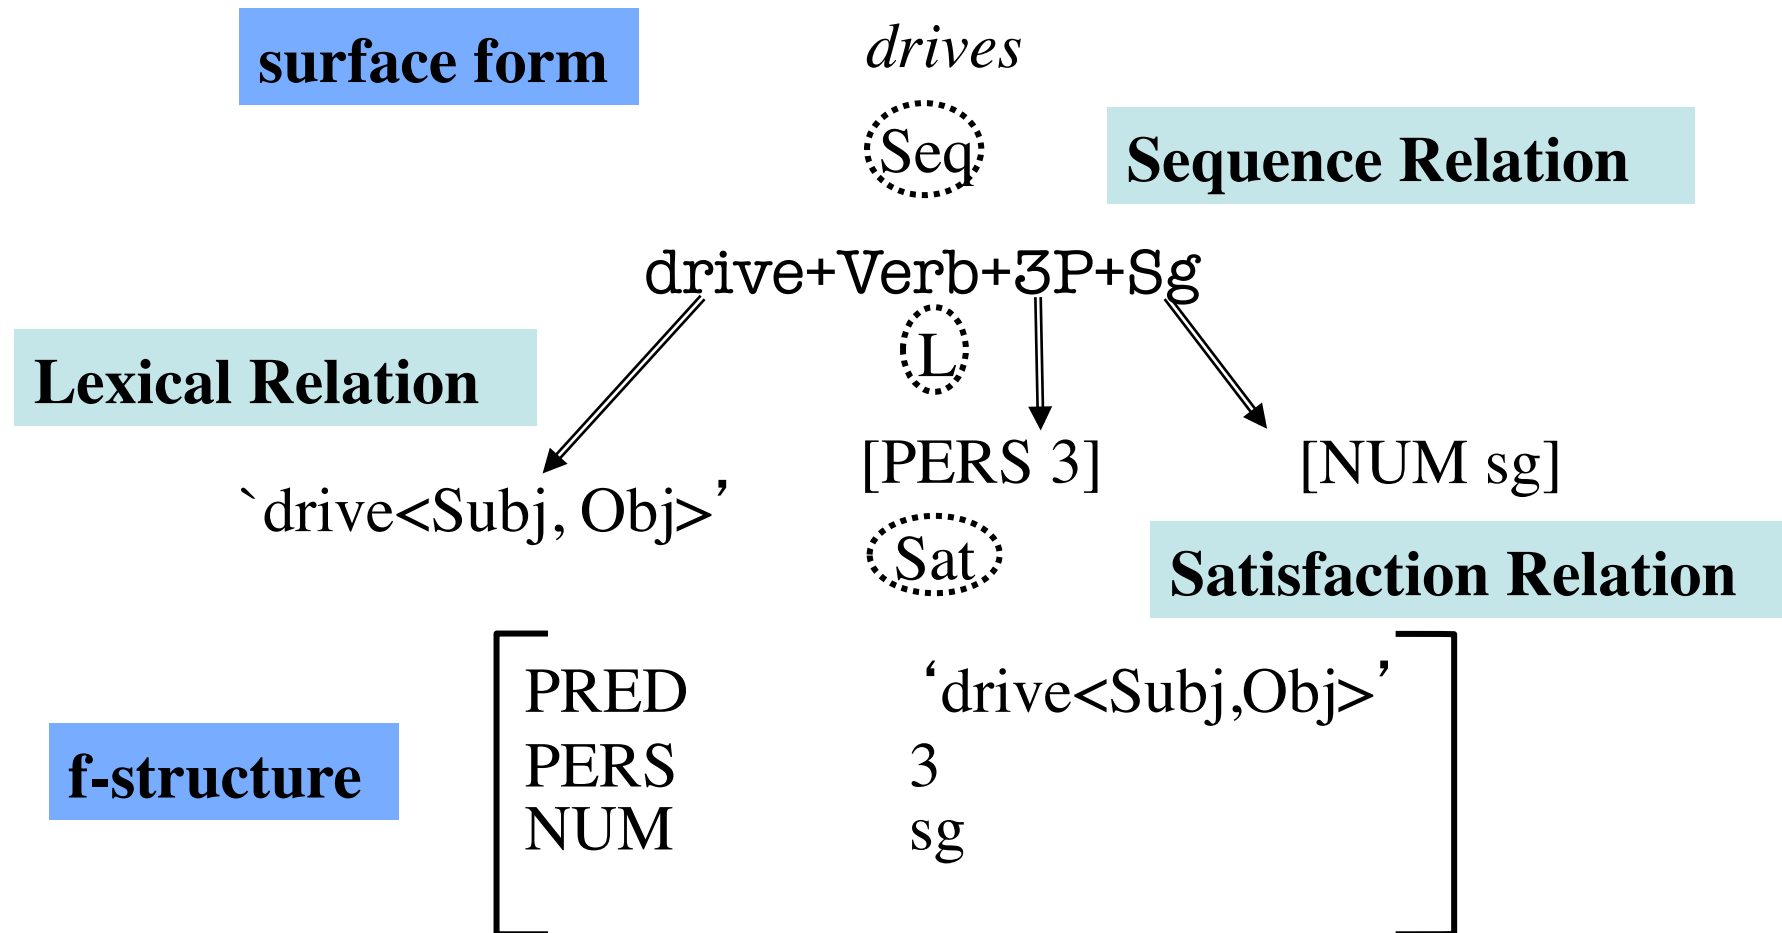 surface form
drives
Seq
Sequence Relation
drive+Verb+3P+Sg
L
Lexical Relation
[PERS 3]
[NUM sg]
`drive<Subj, Obj>’
Sat
Satisfaction Relation
PRED ‘drive<Subj,Obj>’
PERS 3
f-structure
NUM sg